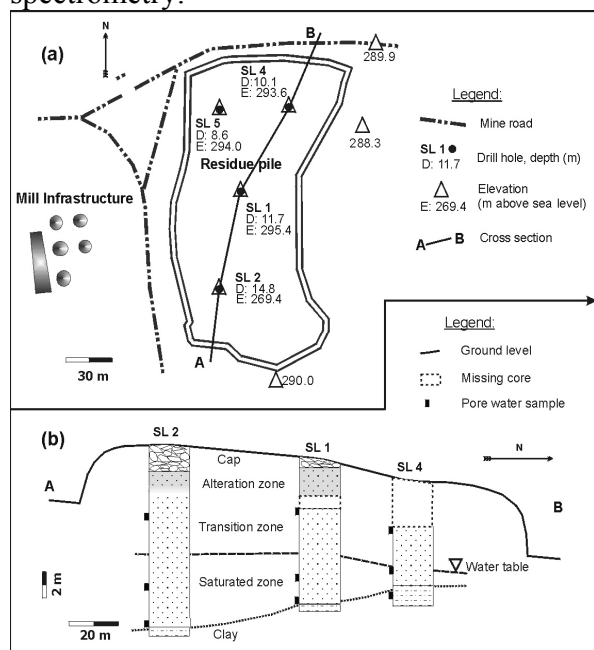 spectrometry.
(a)
N
B
289.9
SL 4
D:10.1
E: 293.6
SL 5
D: 8.6
E: 294.0
288.3
Residue pile
Mill Infrastructure
SL 1
D: 11.7
E: 295.4
SL 2
D: 14.8
E: 269.4
A
30 m
290.0
Legend:
Mine road
SL 1
D: 11.7
Drill hole, depth (m)
E: 269.4
Elevation
(m above sea level)
A
B
Cross section
Legend:
Ground level
Missing core
Pore water sample
(b)
SL 2
SL 1
SL 4
N
A
Cap
Alteration zone
B
Transition zone
Water table
Saturated zone
2 m
20 m
Clay